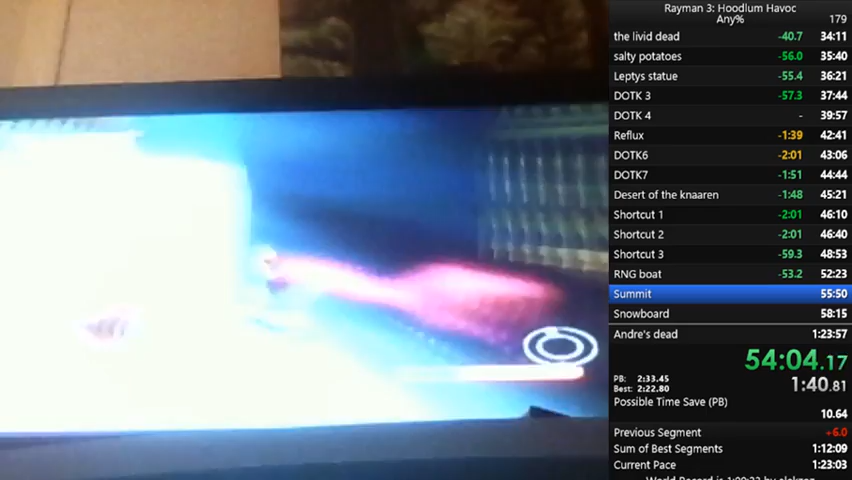 Rayman 3: Hoodlum Havoc
Any% 179
the livid dead -40.7 34:11
salty potatoes -56.0 35:40
Leptys statue -55.4 36:21
DOTK 3 -57.3 37:44
DOTK 4 - 39:57
Reflux -1:39 42:41
DOTK6 -2:01 43:06
DOTK7 -1:51 44:44
Desert of the knaaren -1:48 45:21
Shortcut 1 -2:01 46:10
Shortcut 2 -2:01 46:40
Shortcut 3 -59.3 48:53
RNG boat -53.2 52:23
Summit 55:50
Snowboard 58:15
Andre's dead 1:23:57
54:04.17
PB: 2:33.45
Best: 2:22.80 1:40.81
Possible Time Save (PB)
10.64
Previous Segment +6.0
Sum of Best Segments 1:12:09
Current Pace 1:23:03
World Record is